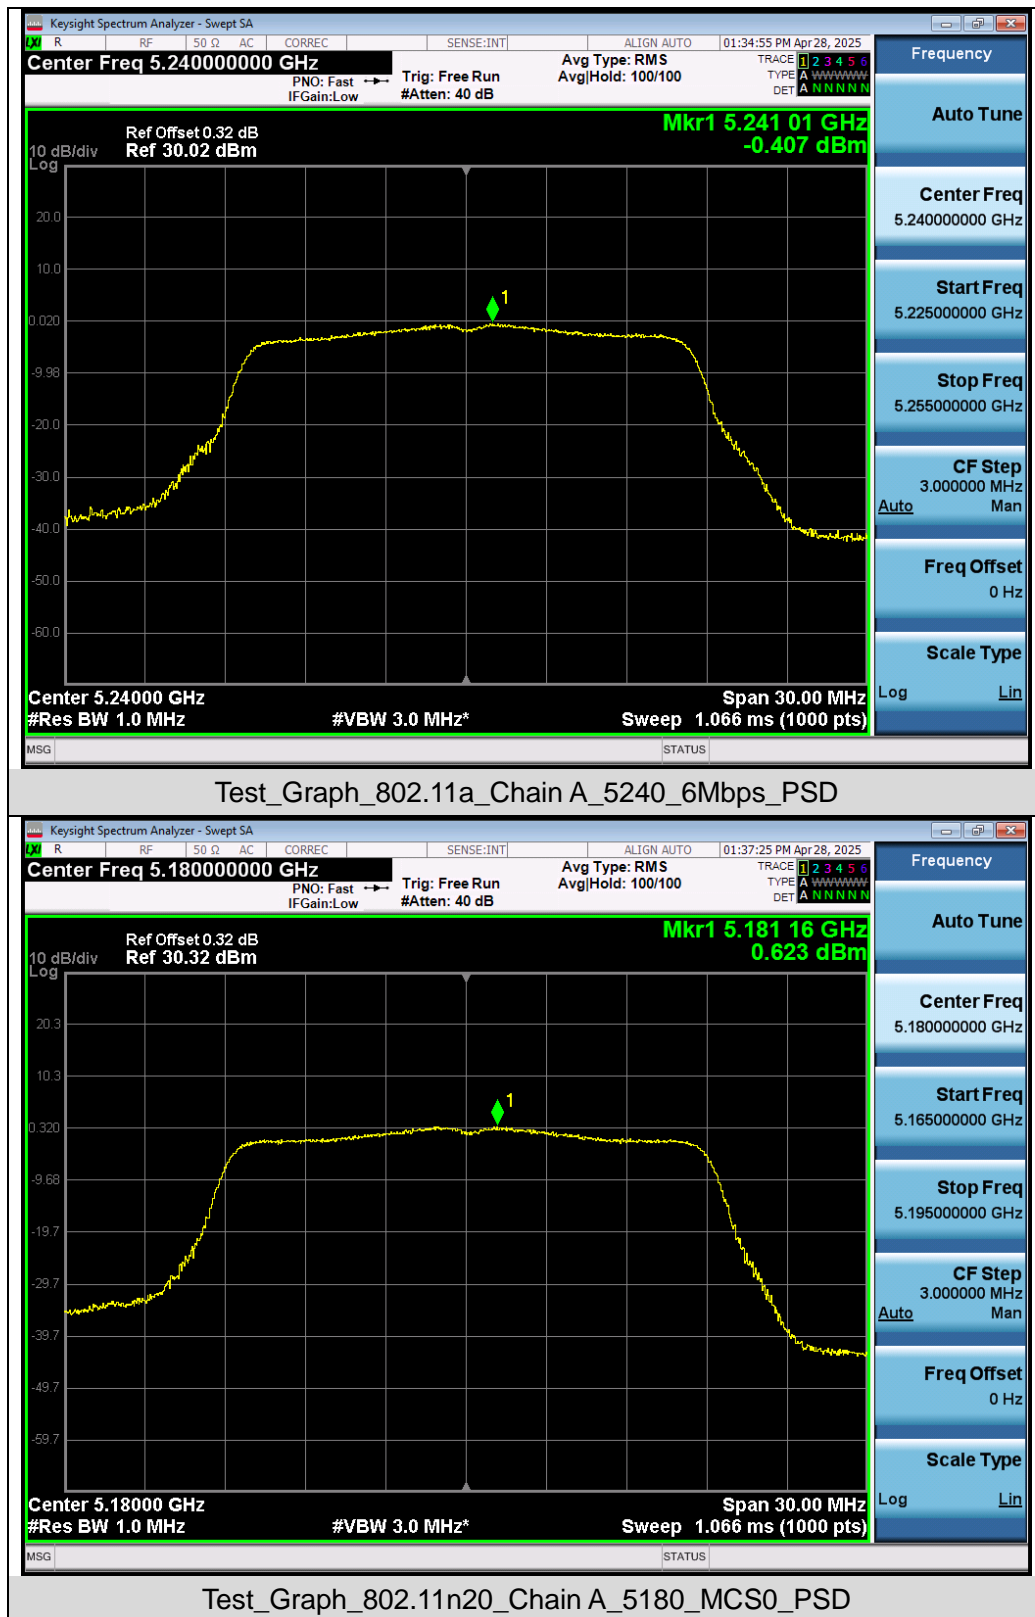 Keysight Spectrum Analyzer - Swept SA
LXI R RF 50 Ω AC CORREC SENSE:INT ALIGN AUTO 01:34:55 PM Apr 28, 2025
Center Freq 5.240000000 GHz
PNO: Fast
IFGain:Low
Trig: Free Run
#Atten: 40 dB
Avg Type: RMS
Avg|Hold: 100/100
TRACE 1 2 3 4 5 6
TYPE A WWWWW
DET A N N N N N
Ref Offset 0.32 dB
Ref 30.02 dBm
10 dB/div
Log
Mkr1 5.241 01 GHz
-0.407 dBm
20.0
10.0
0.020
-9.98
-20.0
-30.0
-40.0
-50.0
-60.0
1
Center 5.24000 GHz
Span 30.00 MHz
#Res BW 1.0 MHz
#VBW 3.0 MHz*
Sweep 1.066 ms (1000 pts)
MSG
STATUS
Frequency
Auto Tune
Center Freq
5.240000000 GHz
Start Freq
5.225000000 GHz
Stop Freq
5.255000000 GHz
CF Step
3.000000 MHz
Auto Man
Freq Offset
0 Hz
Scale Type
Log Lin
Test_Graph_802.11a_Chain A_5240_6Mbps_PSD
Keysight Spectrum Analyzer - Swept SA
LXI R RF 50 Ω AC CORREC SENSE:INT ALIGN AUTO 01:37:25 PM Apr 28, 2025
Center Freq 5.180000000 GHz
PNO: Fast
IFGain:Low
Trig: Free Run
#Atten: 40 dB
Avg Type: RMS
Avg|Hold: 100/100
TRACE 1 2 3 4 5 6
TYPE A WWWWW
DET A N N N N N
Ref Offset 0.32 dB
Ref 30.32 dBm
10 dB/div
Log
Mkr1 5.181 16 GHz
0.623 dBm
20.3
10.3
0.320
-9.68
-19.7
-29.7
-39.7
-49.7
-59.7
1
Center 5.18000 GHz
Span 30.00 MHz
#Res BW 1.0 MHz
#VBW 3.0 MHz*
Sweep 1.066 ms (1000 pts)
MSG
STATUS
Frequency
Auto Tune
Center Freq
5.180000000 GHz
Start Freq
5.165000000 GHz
Stop Freq
5.195000000 GHz
CF Step
3.000000 MHz
Auto Man
Freq Offset
0 Hz
Scale Type
Log Lin
Test_Graph_802.11n20_Chain A_5180_MCS0_PSD